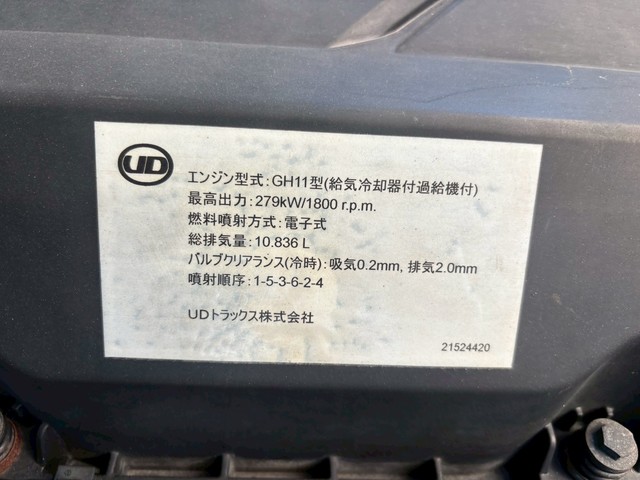 UD
エンジン型式:GH11型(給気冷却器付過給機付)
最高出力:279kW/1800 r.p.m.
燃料噴射方式:電子式
総排気量:10.836 L
バルブクリアランス(冷時):吸気0.2mm, 排気2.0mm
噴射順序:1-5-3-6-2-4
UDトラックス株式会社
21524420